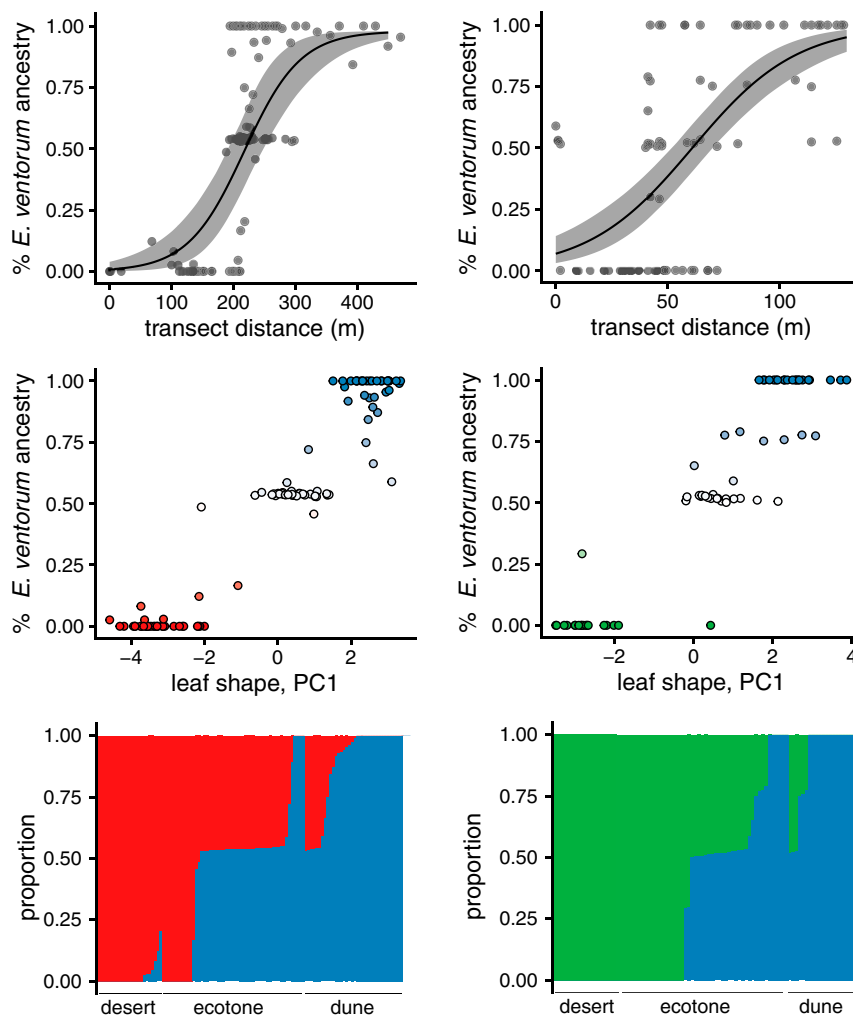 % E. ventorum ancestry
1.00
0.75
0.50
0.25
0.00
0 100 200 300 400
transect distance (m)
% E. ventorum ancestry
1.00
0.75
0.50
0.25
0.00
0 50 100
transect distance (m)
% E. ventorum ancestry
1.00
0.75
0.50
0.25
0.00
−4 −2 0 2
leaf shape, PC1
% E. ventorum ancestry
1.00
0.75
0.50
0.25
0.00
−2 0 2 4
leaf shape, PC1
proportion
1.00
0.75
0.50
0.25
0.00
desert ecotone dune
proportion
1.00
0.75
0.50
0.25
0.00
desert ecotone dune